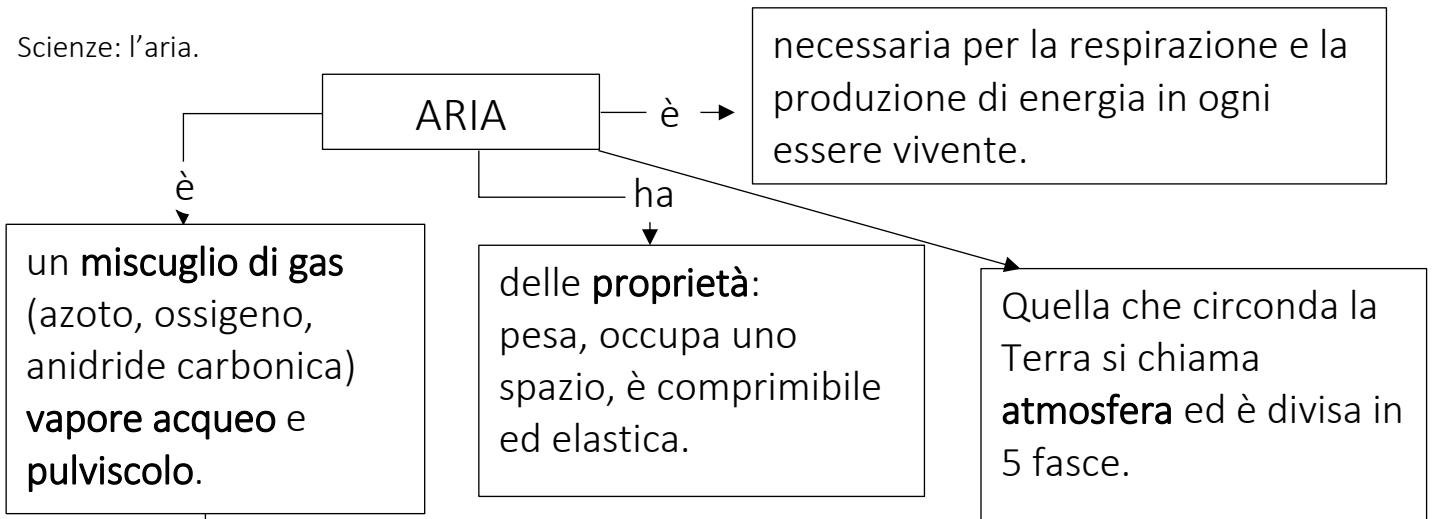 Scienze: l'aria.
ARIA
è
necessaria per la respirazione e la
produzione di energia in ogni
essere vivente.
è
un miscuglio di gas
(azoto, ossigeno,
anidride carbonica)
vapore acqueo e
pulviscolo.
ha
delle proprietà:
pesa, occupa uno
spazio, è comprimibile
ed elastica.
Quella che circonda la
Terra si chiama
atmosfera ed è divisa in
5 fasce.